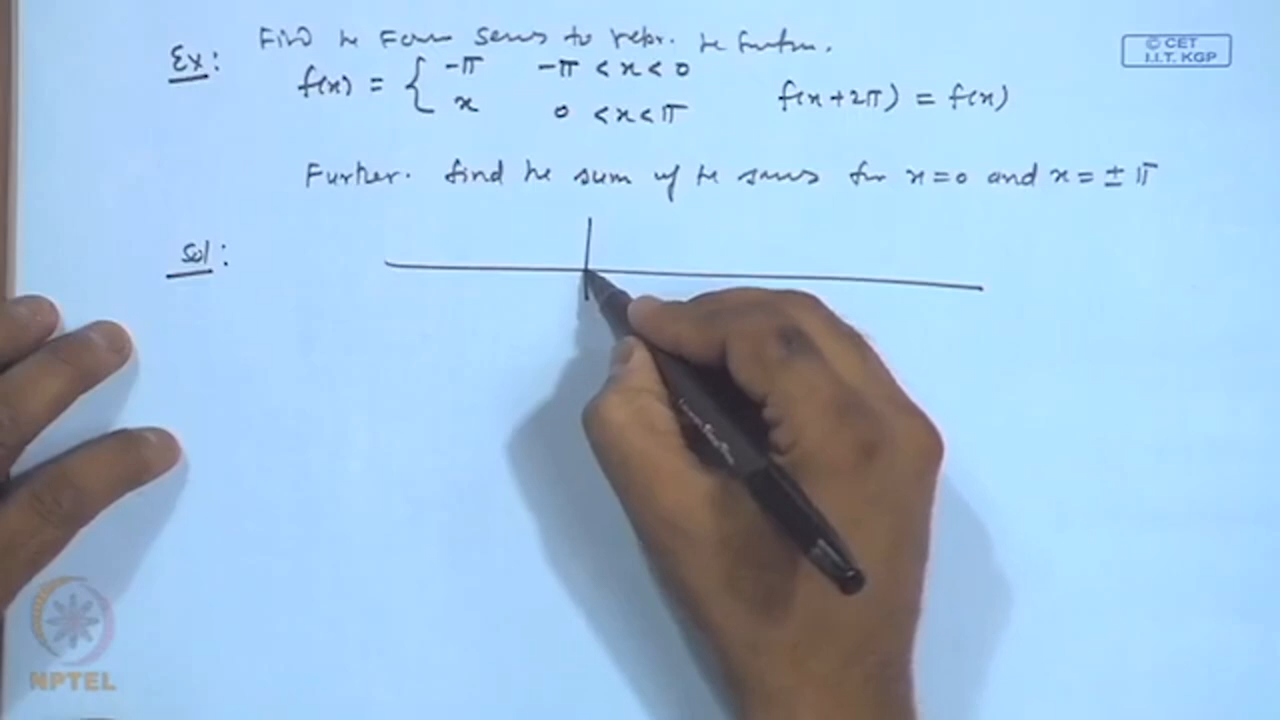 Ex: Find the Fourier series to repr. the function.
f(x) = { -π -π < x < 0
x 0 < x < π f(x+2π) = f(x)
© CET
I.I.T. KGP
Further. find the sum of the series for x=0 and x = ± π
Sol:
NPTEL